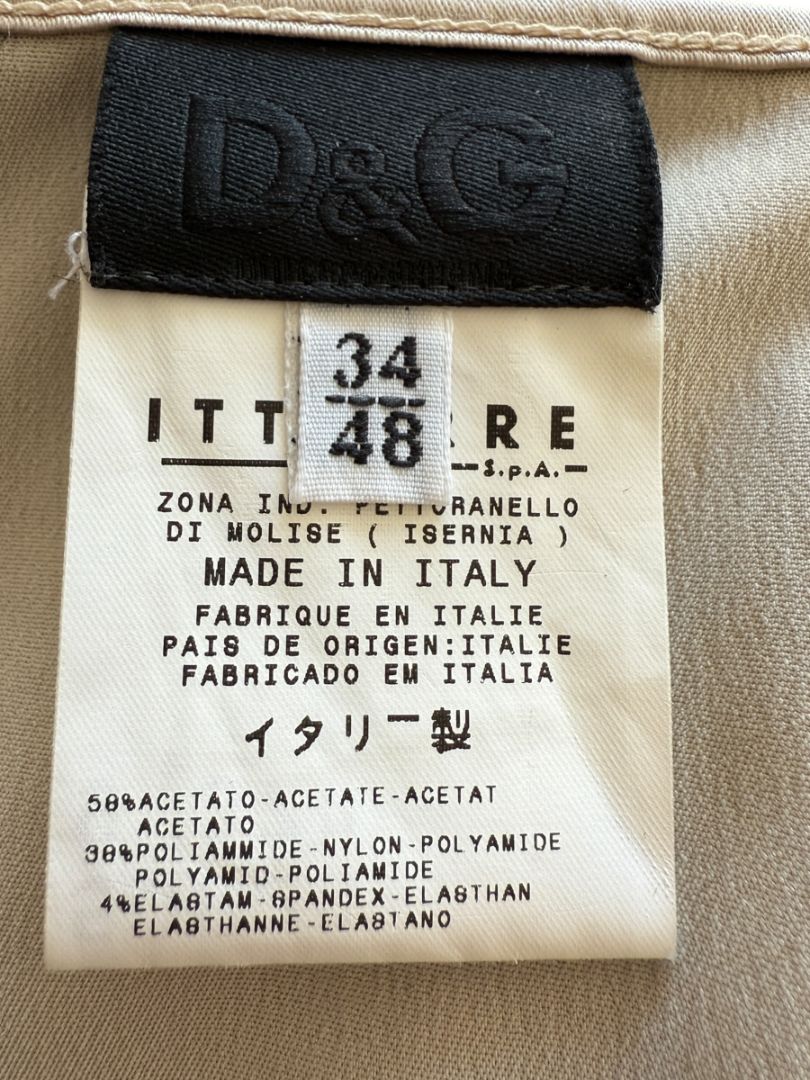 D&G
34
48
S.p.A.
ZONA IND. PETTORANELLO
DI MOLISE ( ISERNIA )
MADE IN ITALY
FABRIQUE EN ITALIE
PAIS DE ORIGEN:ITALIE
FABRICADO EM ITALIA
イタリー製
58%ACETATO-ACETATE-ACETAT
ACETATO
38%POLIAMMIDE-NYLON-POLYAMIDE
POLYAMID-POLIAMIDE
4%ELASTAM-SPANDEX-ELASTHAN
ELASTHANNE-ELASTANO